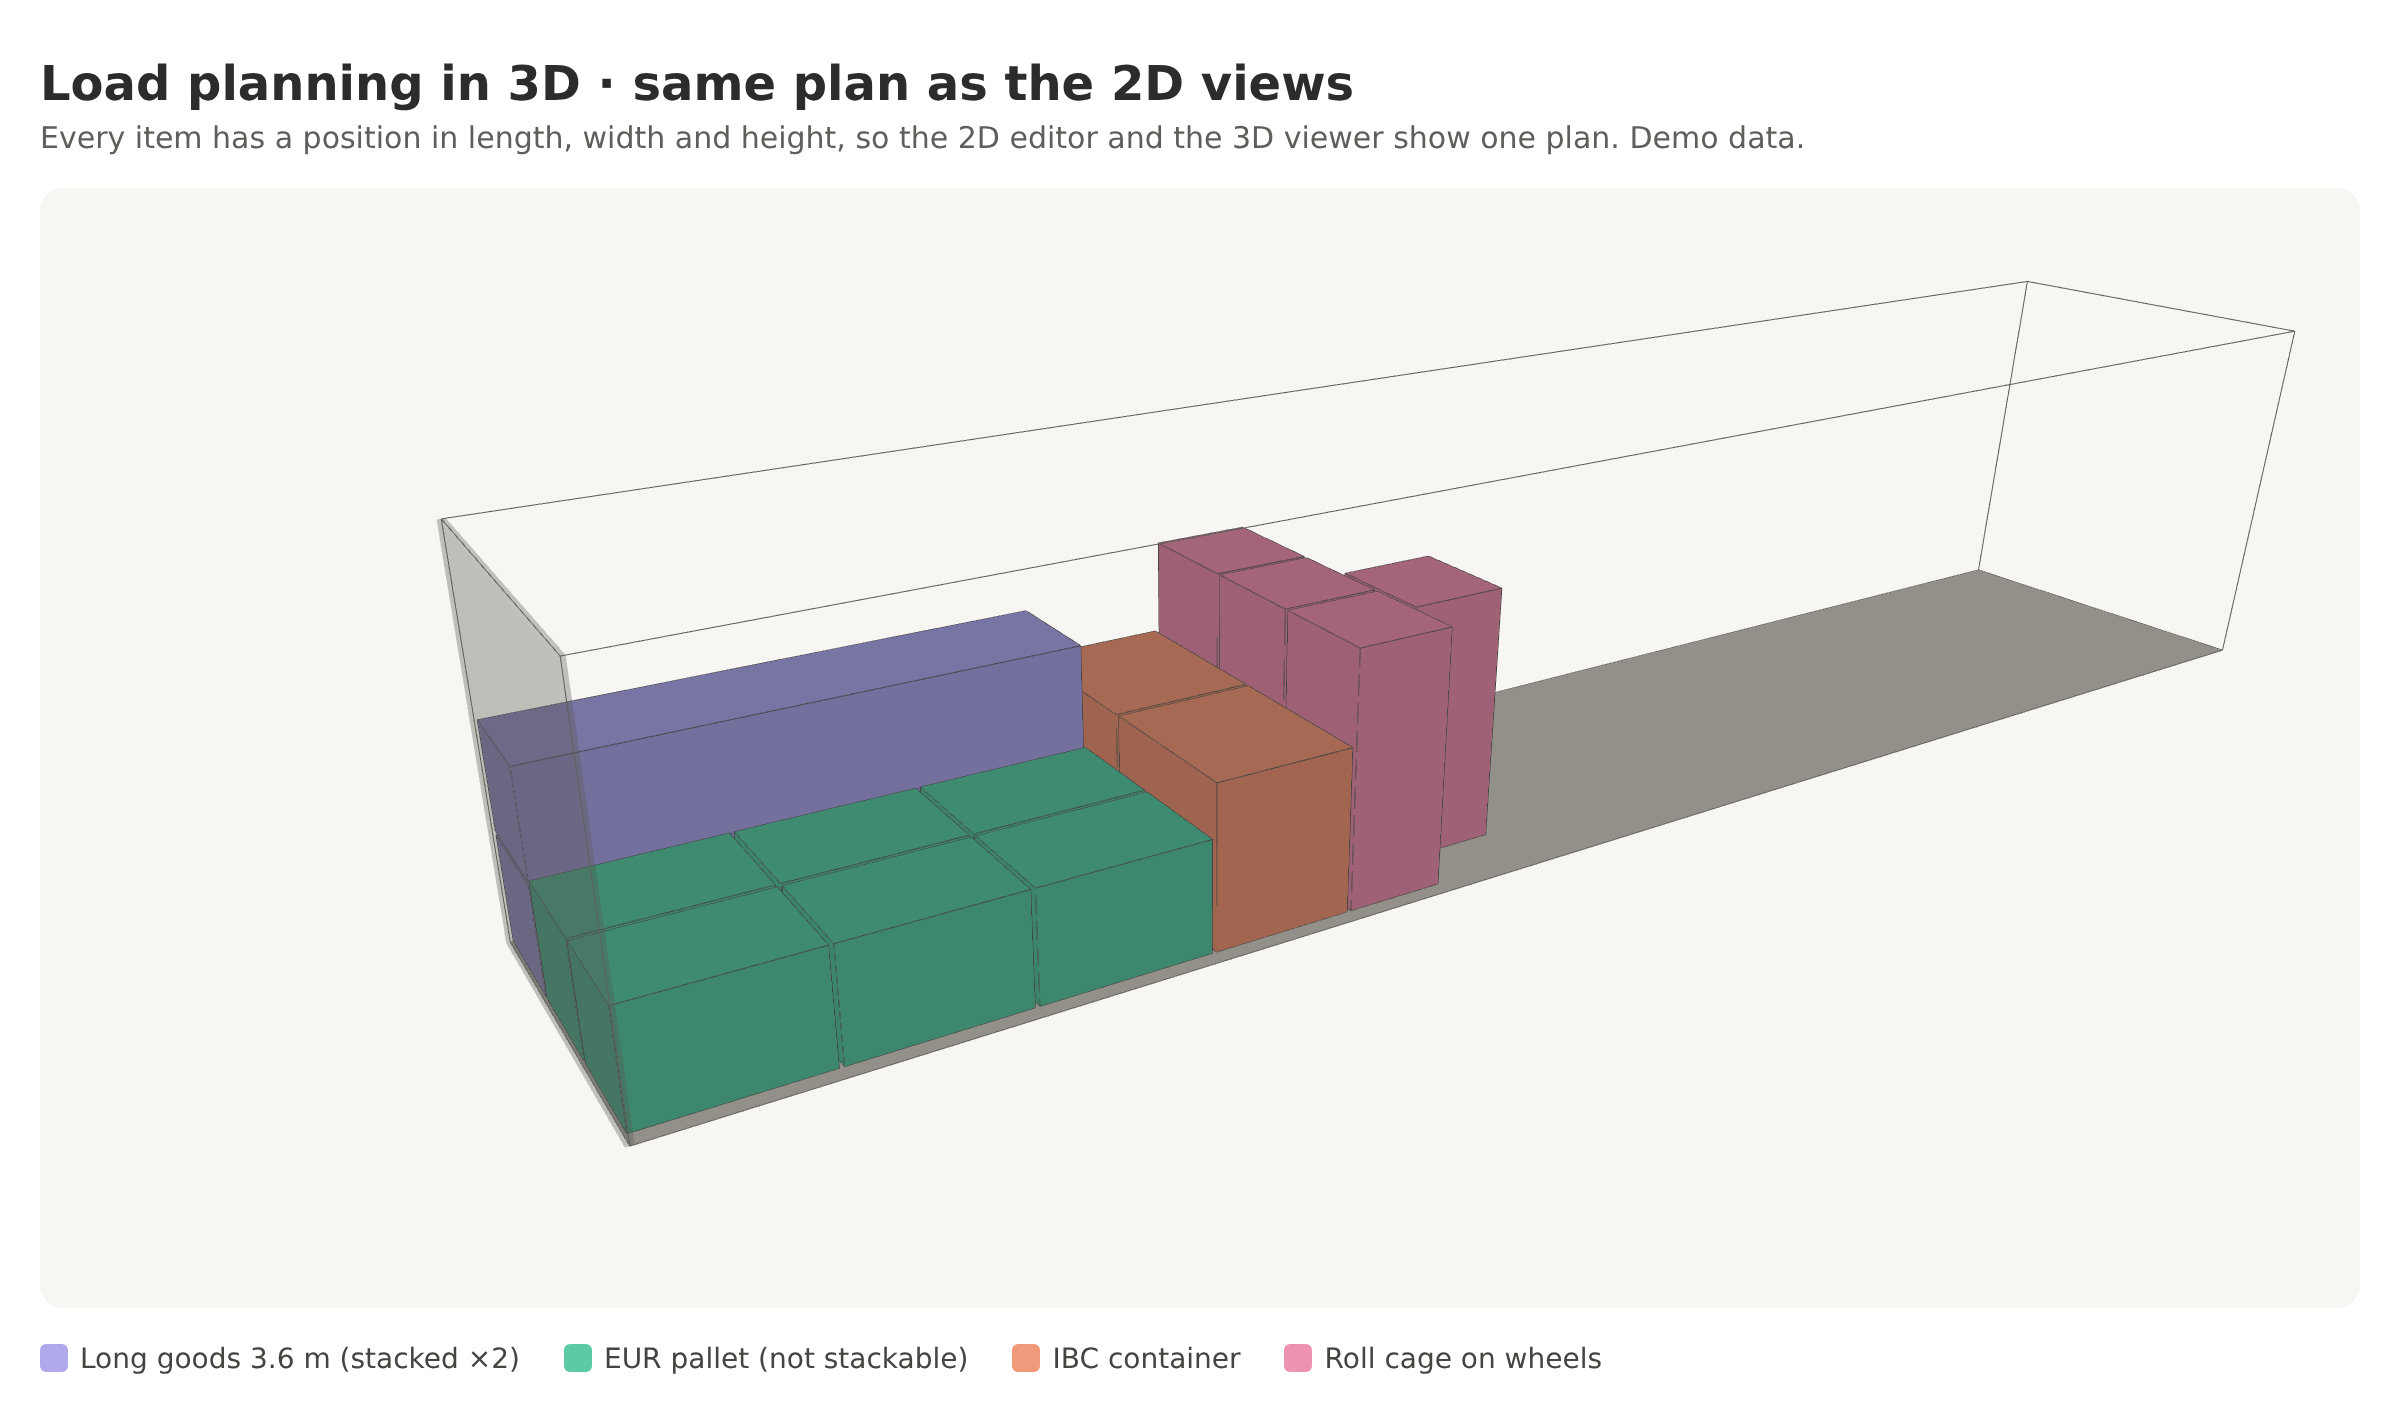 Load planning in 3D · same plan as the 2D views
Every item has a position in length, width and height, so the 2D editor and the 3D viewer show one plan. Demo data.
Long goods 3.6 m (stacked ×2)
EUR pallet (not stackable)
IBC container
Roll cage on wheels